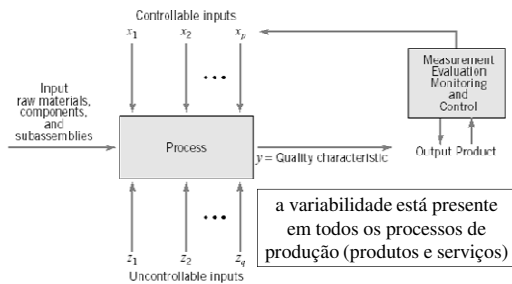 Controllable inputs
x1 x2 xp
...
Measurement
Evaluation
Monitoring
and
Control
Input
raw materials,
components,
and
subassemblies
Process
y = Quality characteristic
Output Product
...
z1 z2 zq
Uncontrollable inputs
a variabilidade está presente
em todos os processos de
produção (produtos e serviços)